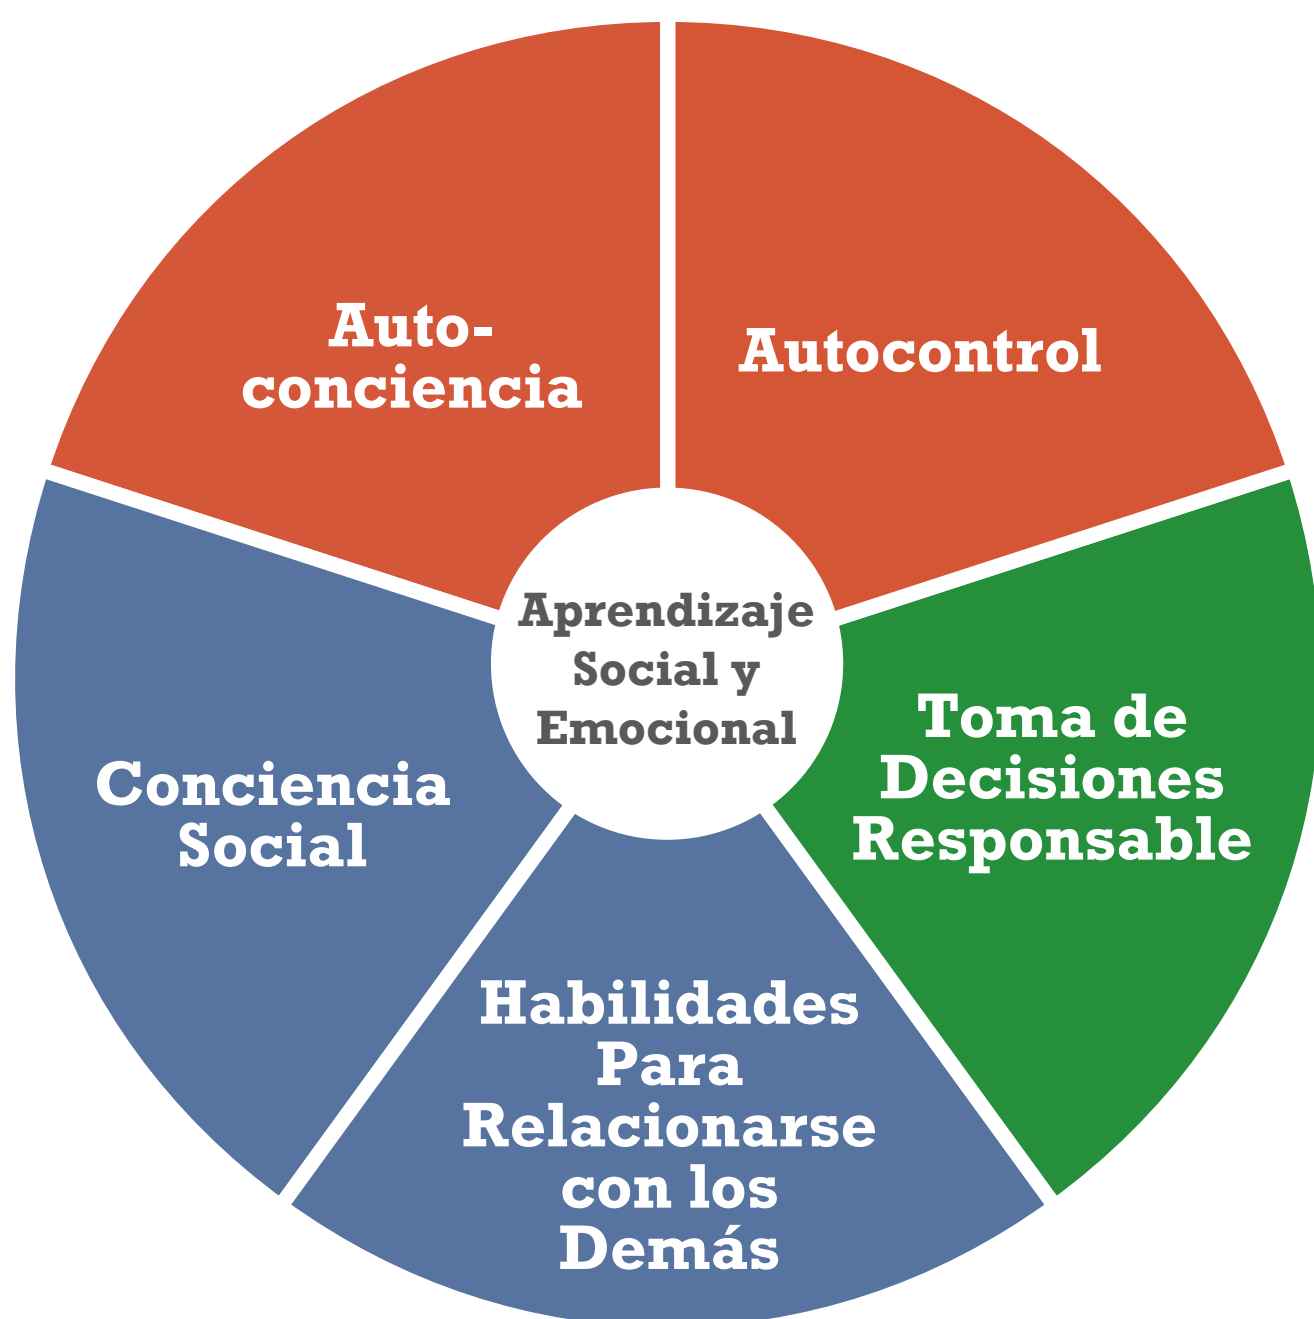 Auto-
conciencia
Autocontrol
Aprendizaje
Social y
Emocional
Toma de
Decisiones
Responsable
Conciencia
Social
Habilidades
Para
Relacionarse
con los
Demás